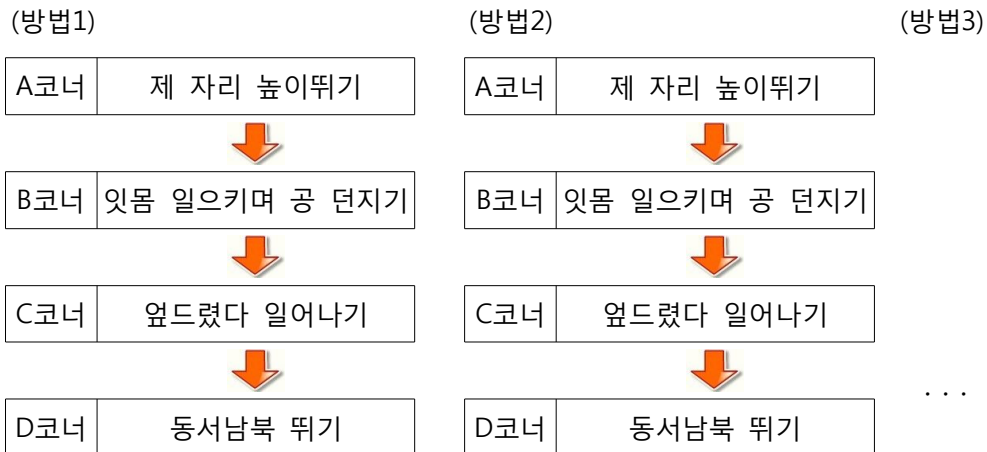 (방법1) (방법2) (방법3)
A코너 제 자리 높이뛰기 A코너 제 자리 높이뛰기
B코너 잇몸 일으키며 공 던지기 B코너 잇몸 일으키며 공 던지기
C코너 엎드렸다 일어나기 C코너 엎드렸다 일어나기
. . .
D코너 동서남북 뛰기 D코너 동서남북 뛰기